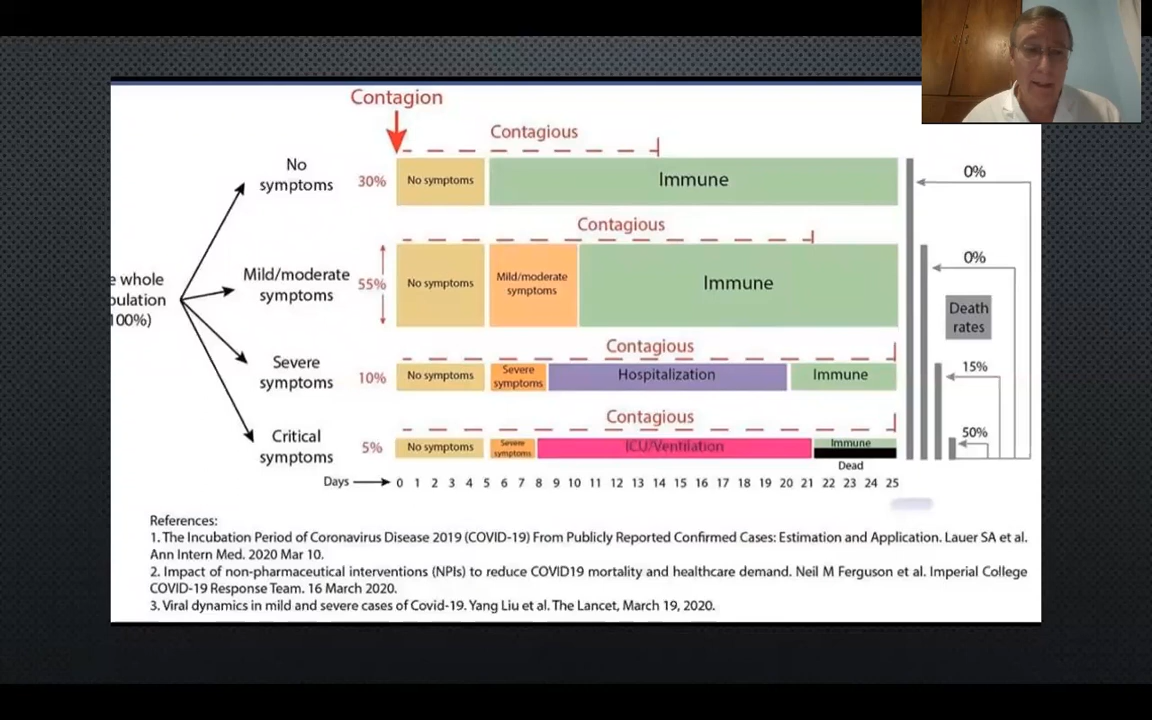 Contagion
Contagious
No
symptoms
30%
No symptoms
Immune
0%
Contagious
e whole
pulation
100%)
Mild/moderate
symptoms
55%
No symptoms
Mild/moderate
symptoms
Immune
0%
Death
rates
Contagious
Severe
symptoms
10%
No symptoms
Severe
symptoms
Hospitalization
Immune
15%
Contagious
Critical
symptoms
5%
No symptoms
Severe
symptoms
ICU/Ventilation
Immune
Dead
50%
Days 0 1 2 3 4 5 6 7 8 9 10 11 12 13 14 15 16 17 18 19 20 21 22 23 24 25
References:
1. The Incubation Period of Coronavirus Disease 2019 (COVID-19) From Publicly Reported Confirmed Cases: Estimation and Application. Lauer SA et al.
Ann Intern Med. 2020 Mar 10.
2. Impact of non-pharmaceutical interventions (NPIs) to reduce COVID19 mortality and healthcare demand. Neil M Ferguson et al. Imperial College
COVID-19 Response Team. 16 March 2020.
3. Viral dynamics in mild and severe cases of Covid-19. Yang Liu et al. The Lancet, March 19, 2020.